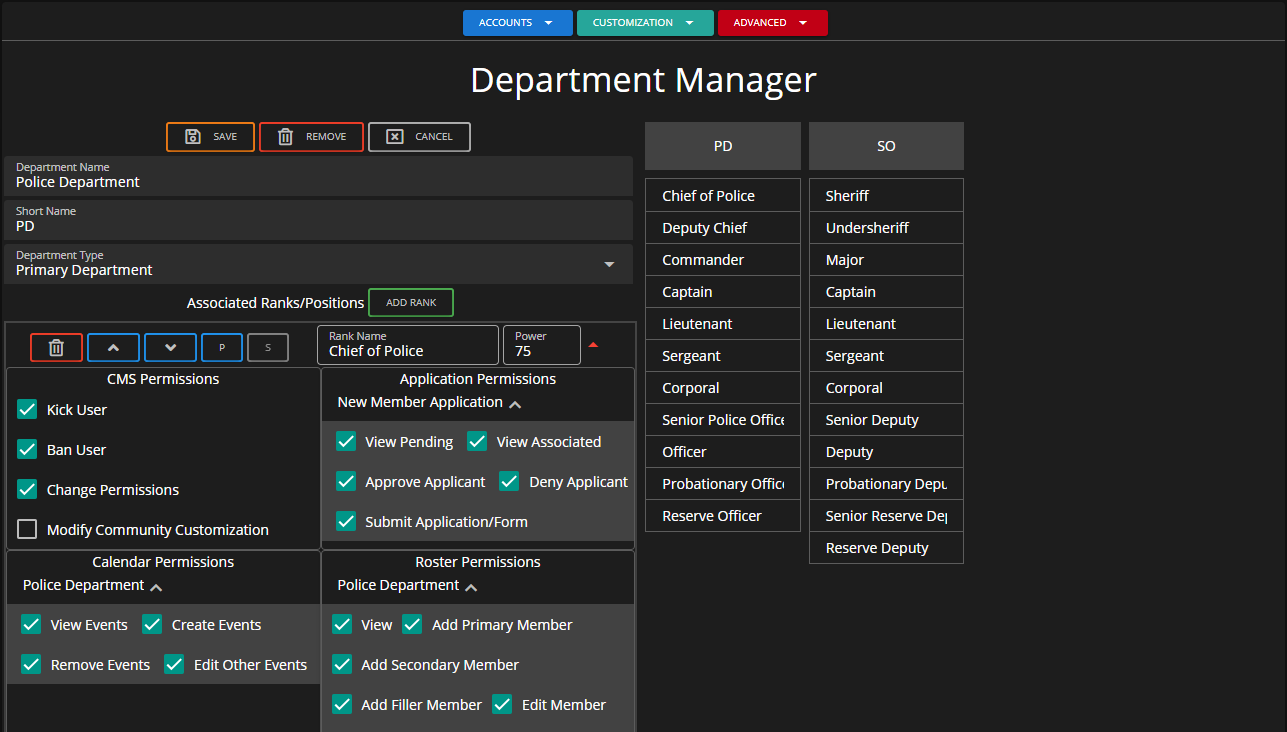 ACCOUNTS
CUSTOMIZATION
ADVANCED
Department Manager
SAVE
REMOVE
CANCEL
Department Name
Police Department
Short Name
PD
Department Type
Primary Department
Associated Ranks/Positions
ADD RANK
P
S
Rank Name
Chief of Police
Power
75
CMS Permissions
Kick User
Ban User
Change Permissions
Modify Community Customization
Application Permissions
New Member Application
View Pending
View Associated
Approve Applicant
Deny Applicant
Submit Application/Form
Calendar Permissions
Police Department
View Events
Create Events
Remove Events
Edit Other Events
Roster Permissions
Police Department
View
Add Primary Member
Add Secondary Member
Add Filler Member
Edit Member
PD
Chief of Police
Deputy Chief
Commander
Captain
Lieutenant
Sergeant
Corporal
Senior Police Office
Officer
Probationary Offic
Reserve Officer
SO
Sheriff
Undersheriff
Major
Captain
Lieutenant
Sergeant
Corporal
Senior Deputy
Deputy
Probationary Depu
Senior Reserve Dep
Reserve Deputy